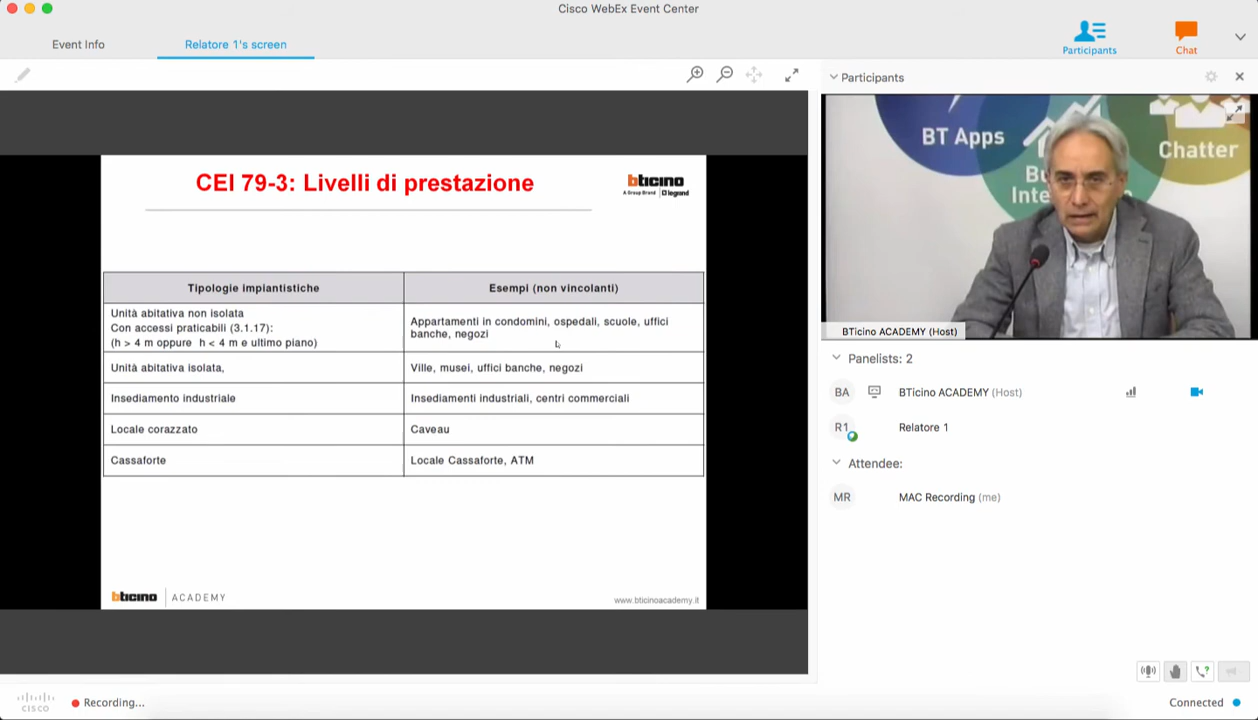 Cisco WebEx Event Center
Event Info
Relatore 1's screen
Participants
Chat
Participants
CEI 79-3: Livelli di prestazione
bticino
A Group Brand | legrand
Tipologie impiantistiche
Esempi (non vincolanti)
Unità abitativa non isolata
Con accessi praticabili (3.1.17):
(h > 4 m oppure h < 4 m e ultimo piano)
Appartamenti in condomini, ospedali, scuole, uffici
banche, negozi
Unità abitativa isolata,
Ville, musei, uffici banche, negozi
Insediamento industriale
Insediamenti industriali, centri commerciali
Locale corazzato
Caveau
Cassaforte
Locale Cassaforte, ATM
bticino
ACADEMY
www.bticinoacademy.it
BT Apps
Chatter
Bu
Inte
BTicino ACADEMY (Host)
Panelists: 2
BA
BTicino ACADEMY (Host)
R1
Relatore 1
Attendee:
MR
MAC Recording (me)
CISCO
Recording...
Connected